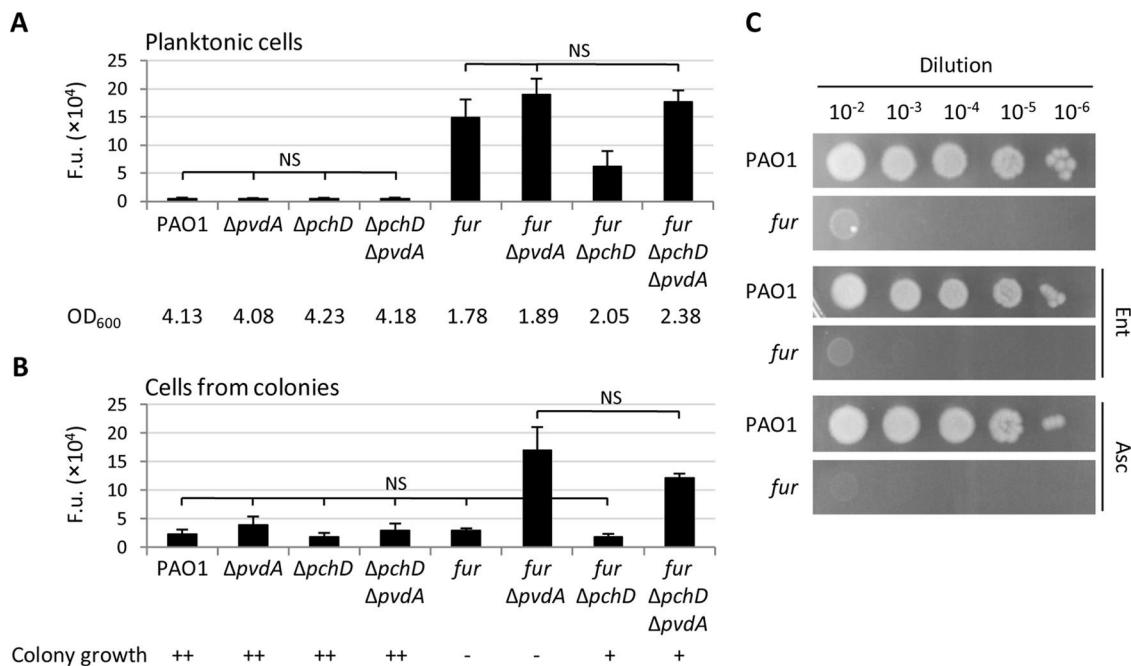 A
Planktonic cells
F.u. (×10⁴)
25
20
15
10
5
0
NS
NS
PAO1 ΔpvdA ΔpchD ΔpchD fur fur fur fur
ΔpvdA ΔpvdA ΔpchD ΔpchD
ΔpvdA
OD₆₀₀ 4.13 4.08 4.23 4.18 1.78 1.89 2.05 2.38
B
Cells from colonies
F.u. (×10⁴)
25
20
15
10
5
0
NS
NS
PAO1 ΔpvdA ΔpchD ΔpchD fur fur fur fur
ΔpvdA ΔpvdA ΔpchD ΔpchD
ΔpvdA
Colony growth ++ ++ ++ ++ - - + +
C
Dilution
10⁻² 10⁻³ 10⁻⁴ 10⁻⁵ 10⁻⁶
PAO1
fur
PAO1
fur
Ent
PAO1
fur
Asc